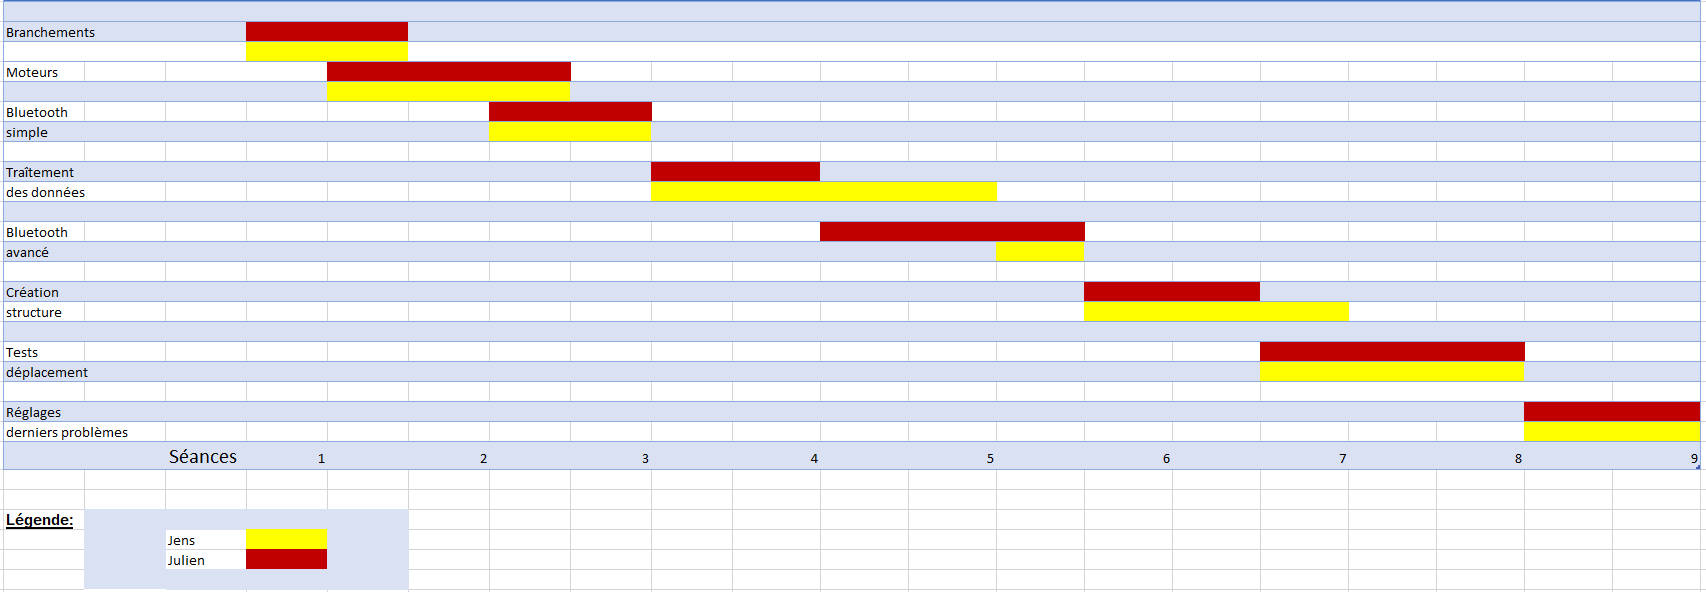 Branchements
Moteurs
Bluetooth
simple
Traîtement
des données
Bluetooth
avancé
Création
structure
Tests
déplacement
Réglages
derniers problèmes
Séances 1 2 3 4 5 6 7 8 9
Légende:
Jens
Julien